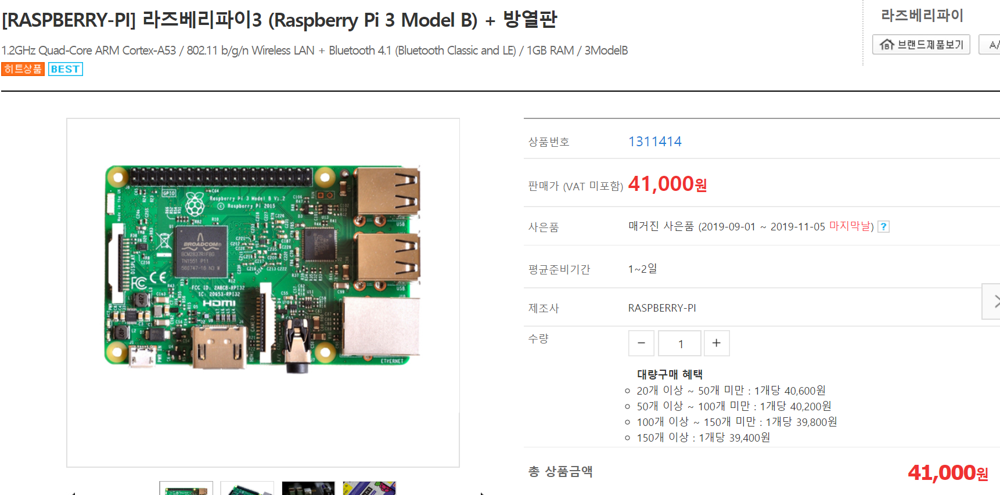 [RASPBERRY-PI] 라즈베리파이3 (Raspberry Pi 3 Model B) + 방열판
1.2GHz Quad-Core ARM Cortex-A53 / 802.11 b/g/n Wireless LAN + Bluetooth 4.1 (Bluetooth Classic and LE) / 1GB RAM / 3ModelB
히트상품 BEST
라즈베리파이
브랜드제품보기 A/
GPIO
Raspberry Pi 3 Model B V1.2
© Raspberry Pi 2015
BROADCOM®
BCM2837RIFBG
TN1551 P11
560747-16 N3 W
DISPLAY
FCC ID: 2ABCB-RPI32
IC: 20953-RPI32
HDMI
CAMERA
PWR IN
HDMI
A/V
USB
USB
ETHERNET
상품번호 1311414
판매가 (VAT 미포함) 41,000원
사은품 매거진 사은품 (2019-09-01 ~ 2019-11-05 마지막날) ?
평균준비기간 1~2일
제조사 RASPBERRY-PI
수량 − 1 +
대량구매 혜택
20개 이상 ~ 50개 미만 : 1개당 40,600원
50개 이상 ~ 100개 미만 : 1개당 40,200원
100개 이상 ~ 150개 미만 : 1개당 39,800원
150개 이상 : 1개당 39,400원
총 상품금액 41,000원